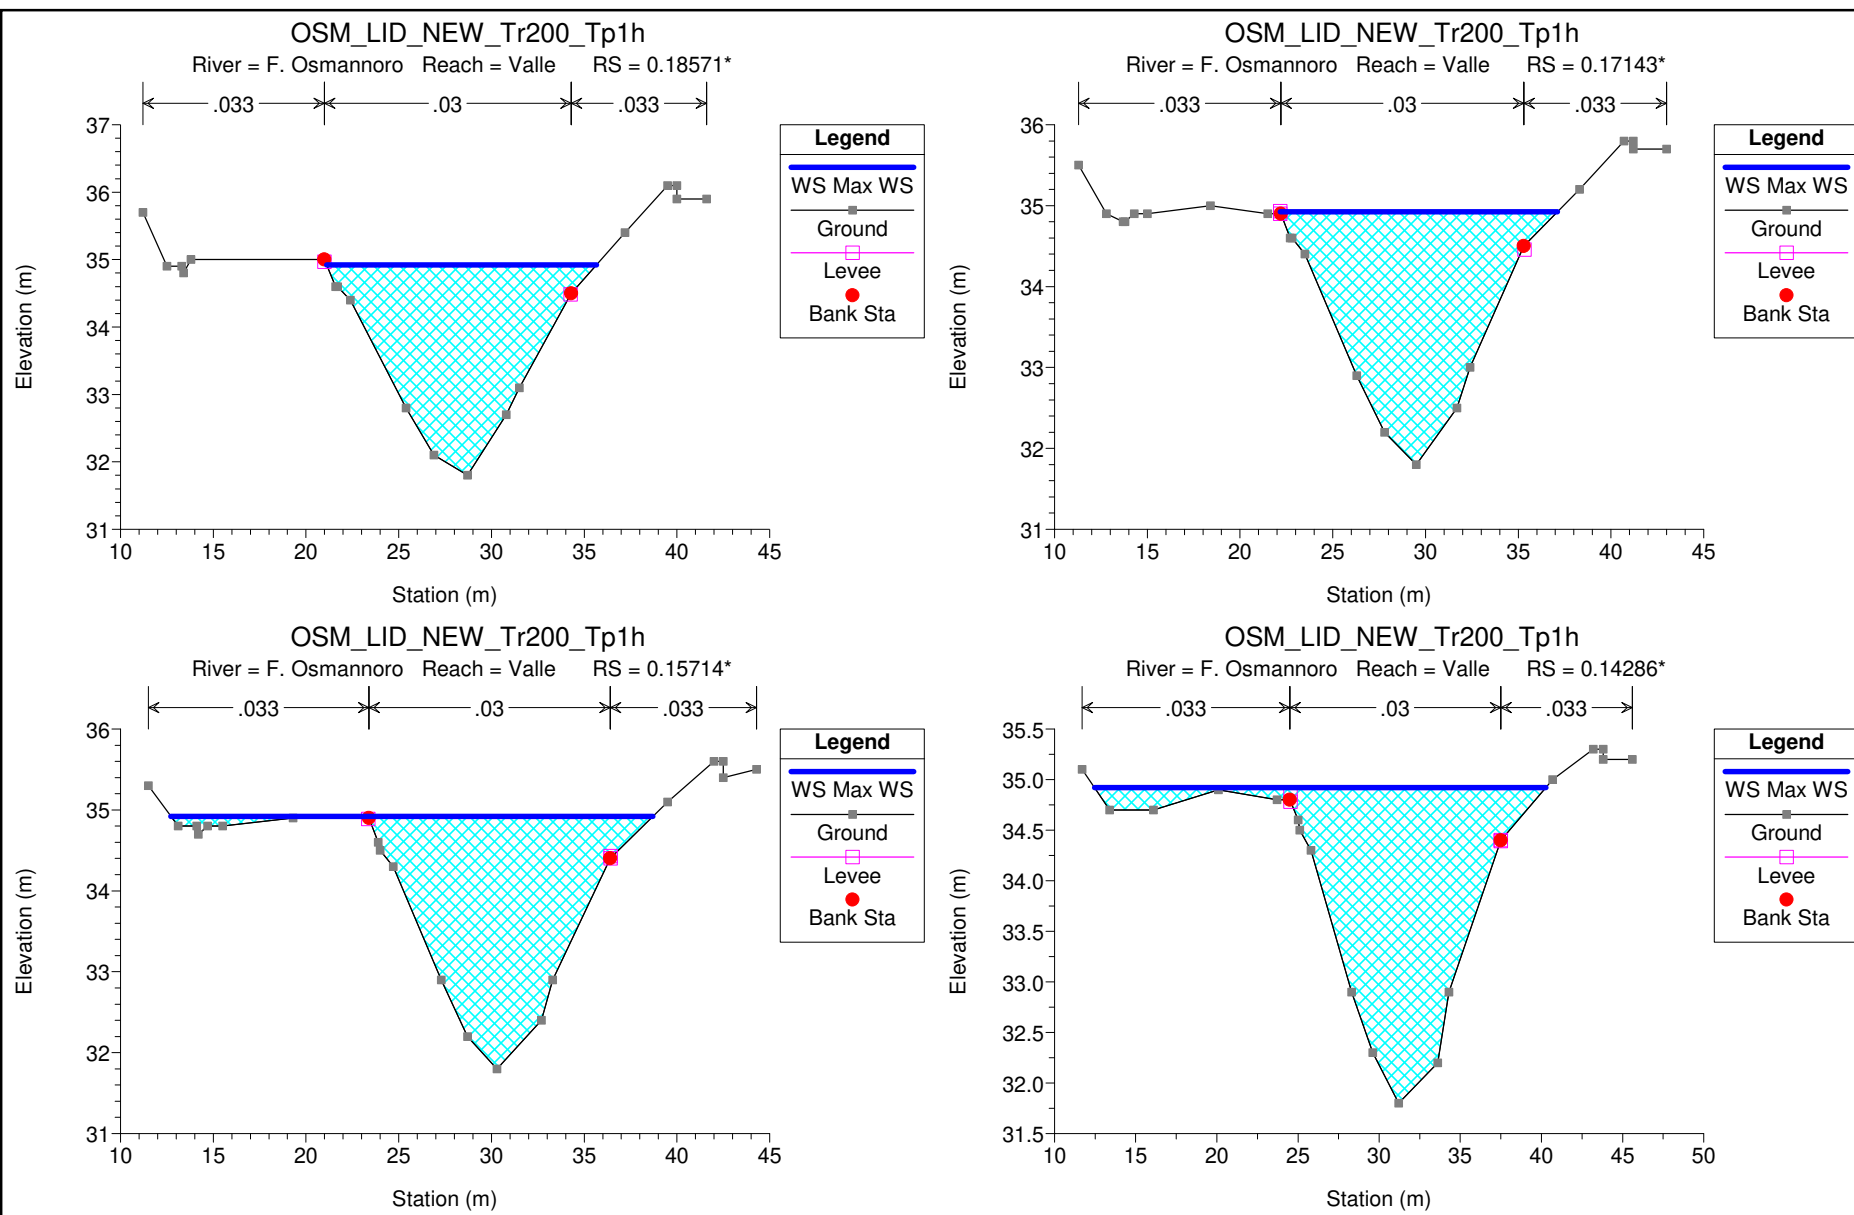 OSM_LID_NEW_Tr200_Tp1h
River = F. Osmannoro Reach = Valle RS = 0.18571*
.033 .03 .033
37
36
35
34
33
32
31
Elevation (m)
10 15 20 25 30 35 40 45
Station (m)
Legend
WS Max WS
Ground
Levee
Bank Sta
OSM_LID_NEW_Tr200_Tp1h
River = F. Osmannoro Reach = Valle RS = 0.17143*
.033 .03 .033
36
35
34
33
32
31
Elevation (m)
10 15 20 25 30 35 40 45
Station (m)
Legend
WS Max WS
Ground
Levee
Bank Sta
OSM_LID_NEW_Tr200_Tp1h
River = F. Osmannoro Reach = Valle RS = 0.15714*
.033 .03 .033
36
35
34
33
32
31
Elevation (m)
10 15 20 25 30 35 40 45
Station (m)
Legend
WS Max WS
Ground
Levee
Bank Sta
OSM_LID_NEW_Tr200_Tp1h
River = F. Osmannoro Reach = Valle RS = 0.14286*
.033 .03 .033
35.5
35.0
34.5
34.0
33.5
33.0
32.5
32.0
31.5
Elevation (m)
10 15 20 25 30 35 40 45 50
Station (m)
Legend
WS Max WS
Ground
Levee
Bank Sta